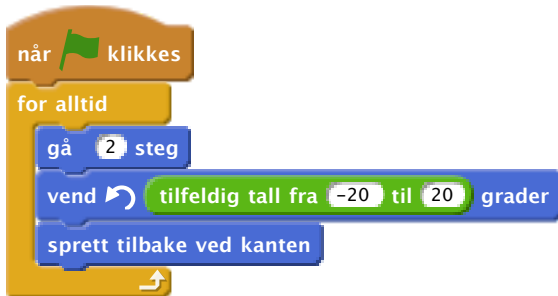 når klikkes
for alltid
gå 2 steg
vend tilfeldig tall fra -20 til 20 grader
sprett tilbake ved kanten